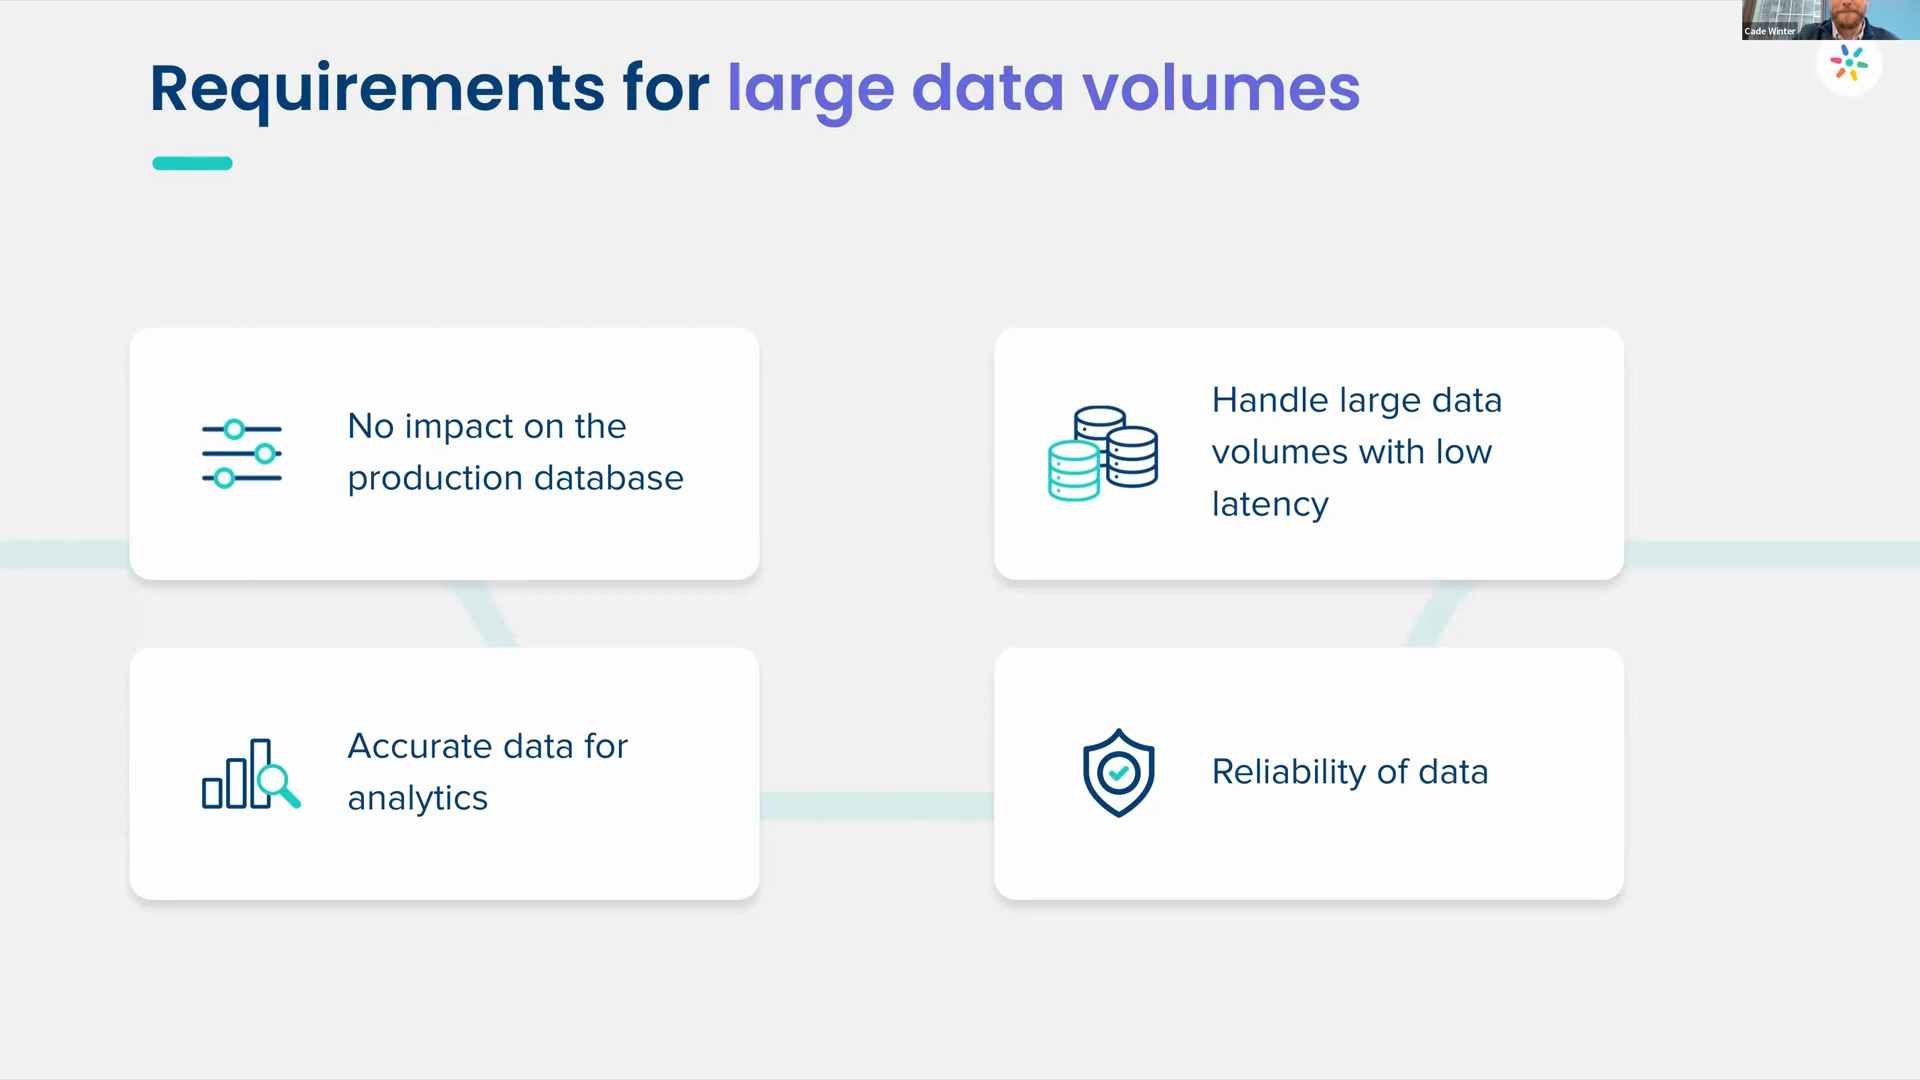 Requirements for large data volumes
Cade Winter
No impact on the
production database
Handle large data
volumes with low
latency
Accurate data for
analytics
Reliability of data